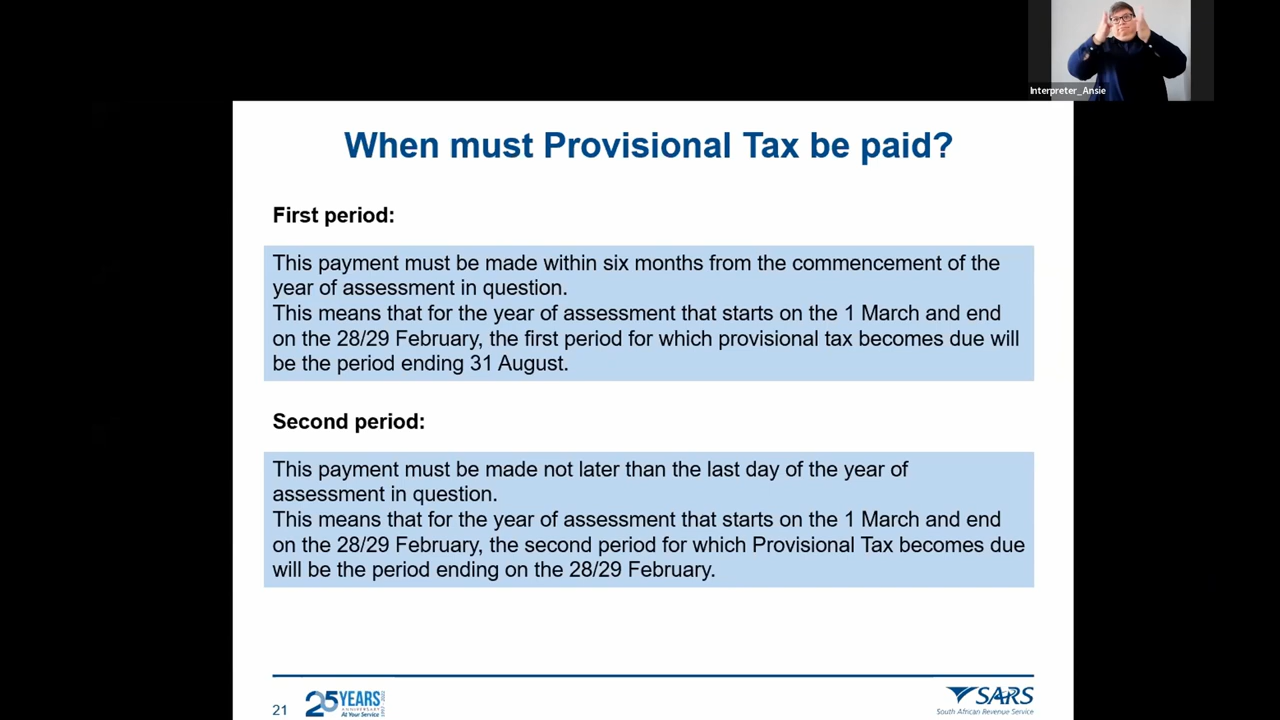 Interpreter_Ansie
When must Provisional Tax be paid?
First period:
This payment must be made within six months from the commencement of the
year of assessment in question.
This means that for the year of assessment that starts on the 1 March and end
on the 28/29 February, the first period for which provisional tax becomes due will
be the period ending 31 August.
Second period:
This payment must be made not later than the last day of the year of
assessment in question.
This means that for the year of assessment that starts on the 1 March and end
on the 28/29 February, the second period for which Provisional Tax becomes due
will be the period ending on the 28/29 February.
21
25 YEARS
ANNIVERSARY
At Your Service
SARS
South African Revenue Service